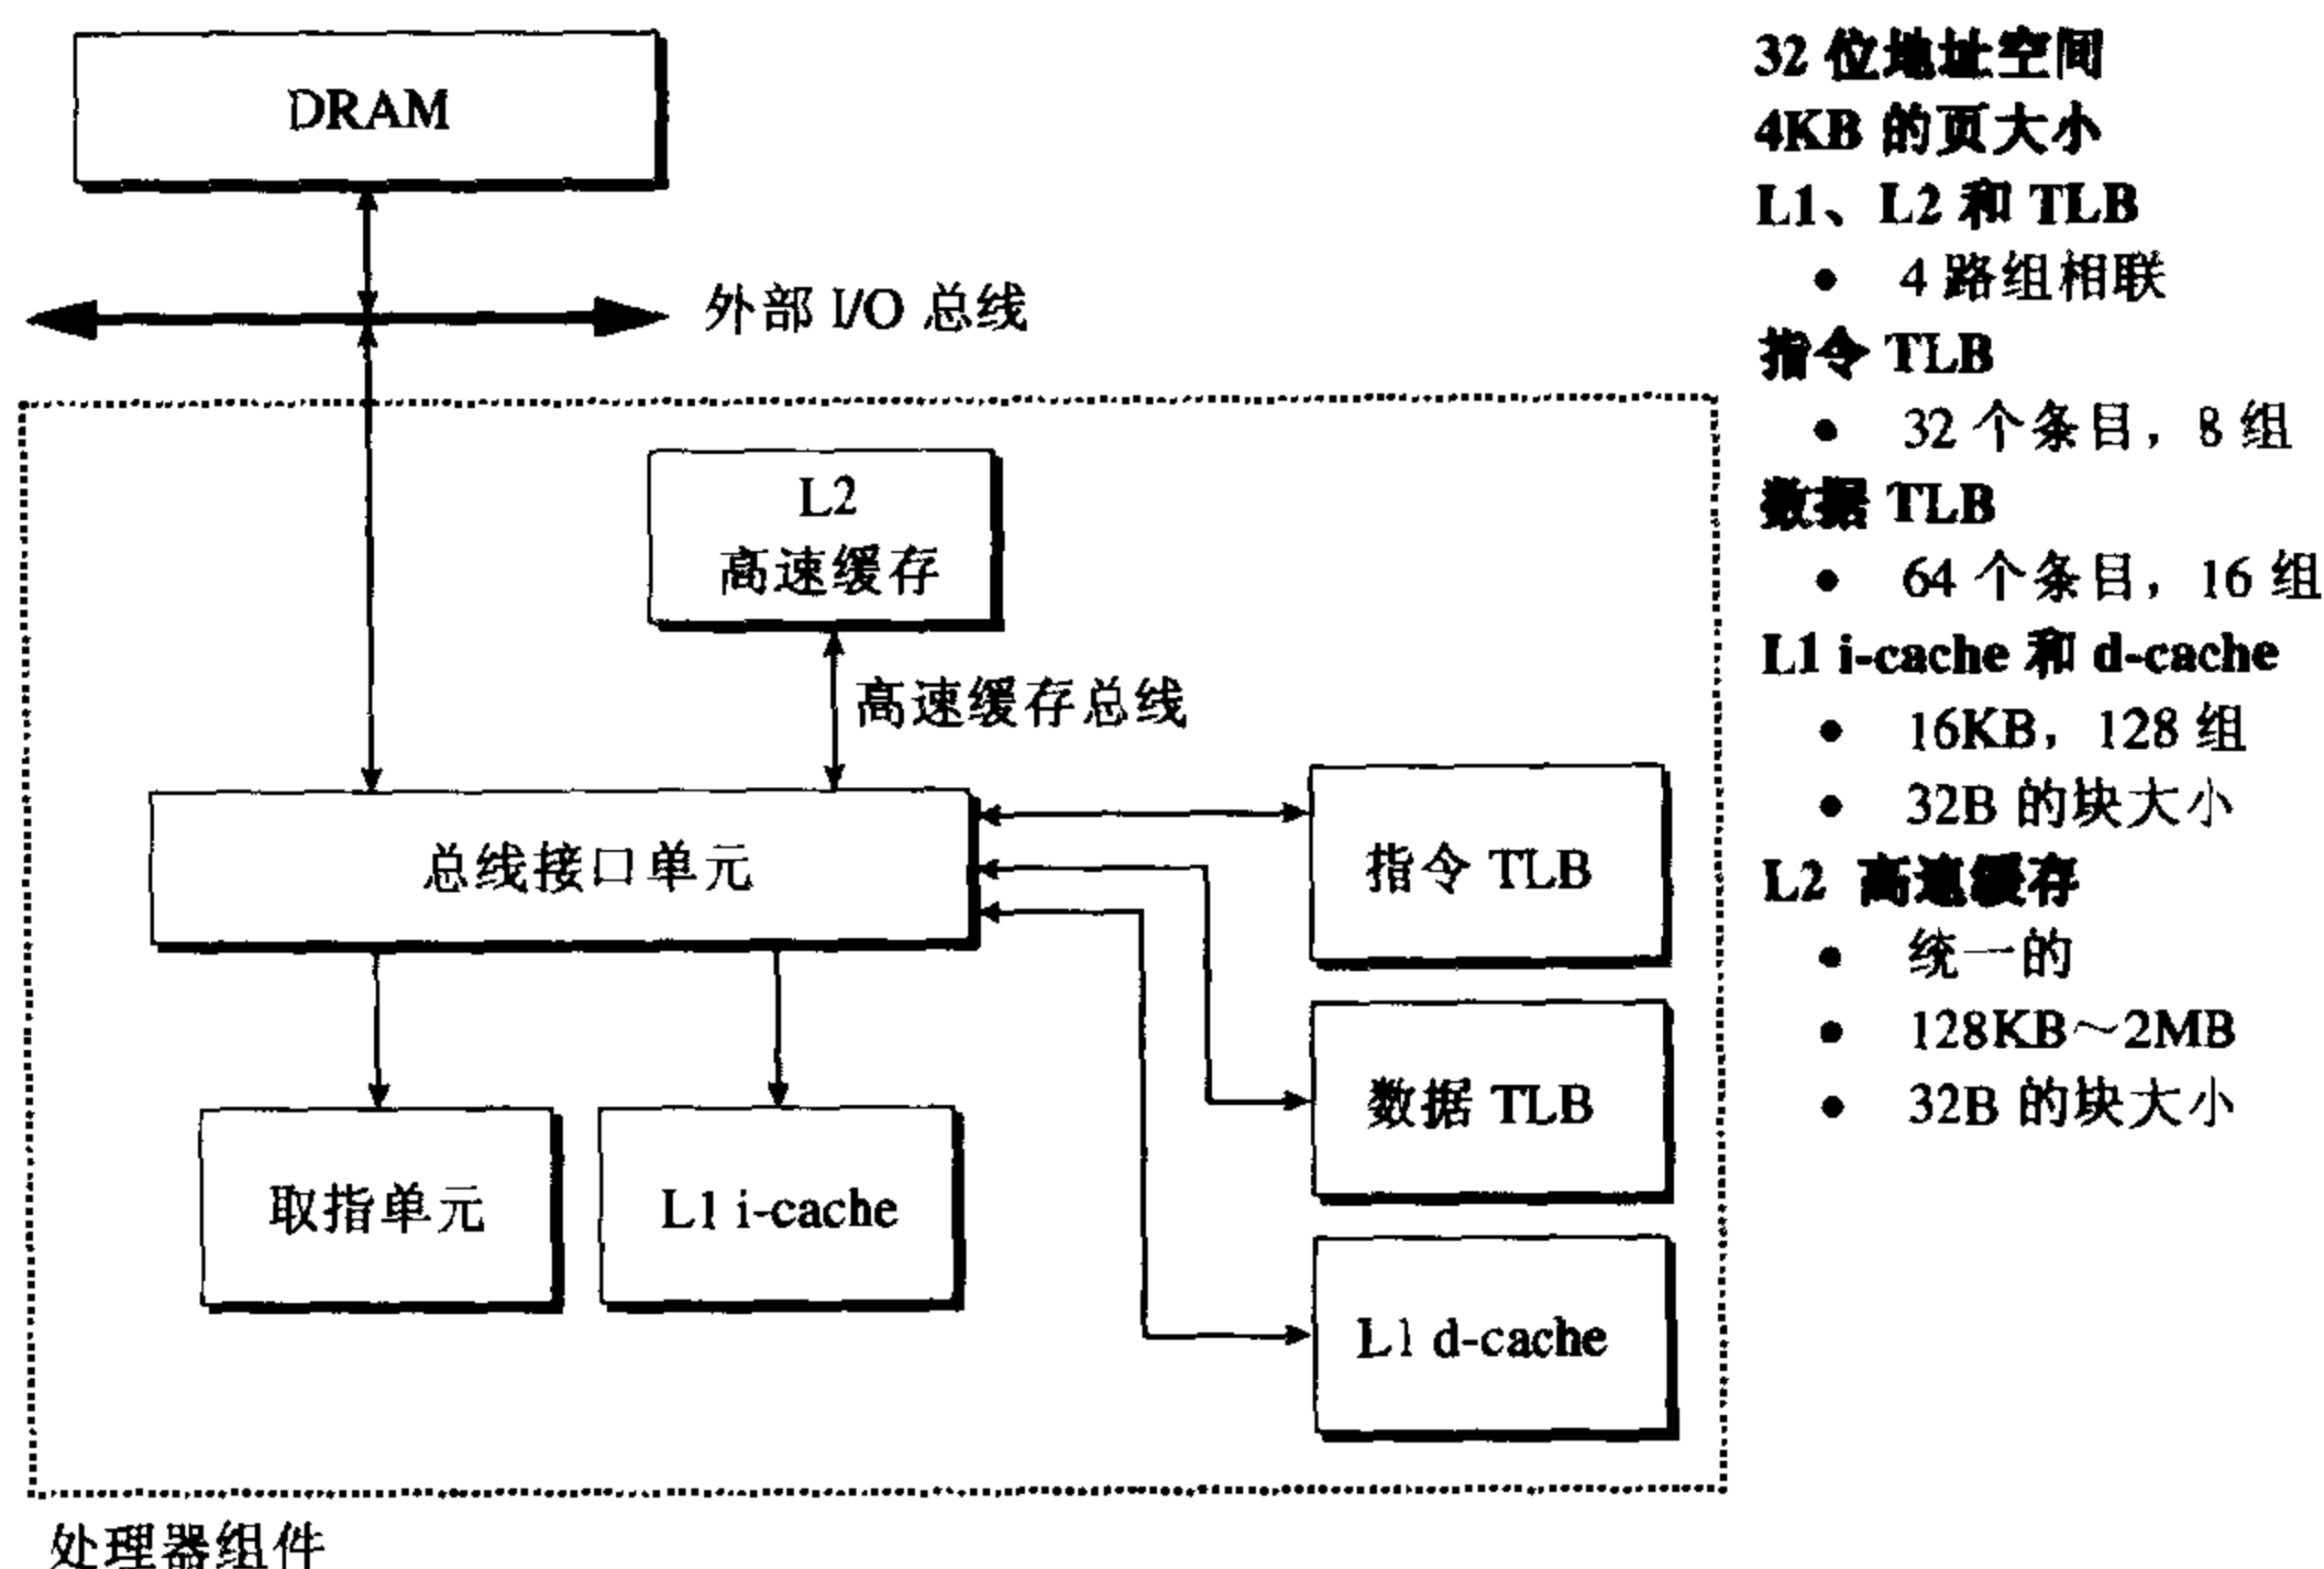 DRAM
外部 I/O 总线
L2
高速缓存
高速缓存总线
总线接口单元
指令 TLB
数据 TLB
取指单元
L1 i-cache
L1 d-cache
处理器组件
32 位地址空间
4KB 的页大小
L1、L2 和 TLB
● 4 路组相联
指令 TLB
● 32 个条目，8 组
数据 TLB
● 64 个条目，16 组
L1 i-cache 和 d-cache
● 16KB，128 组
● 32B 的块大小
L2 高速缓存
● 统一的
● 128KB～2MB
● 32B 的块大小